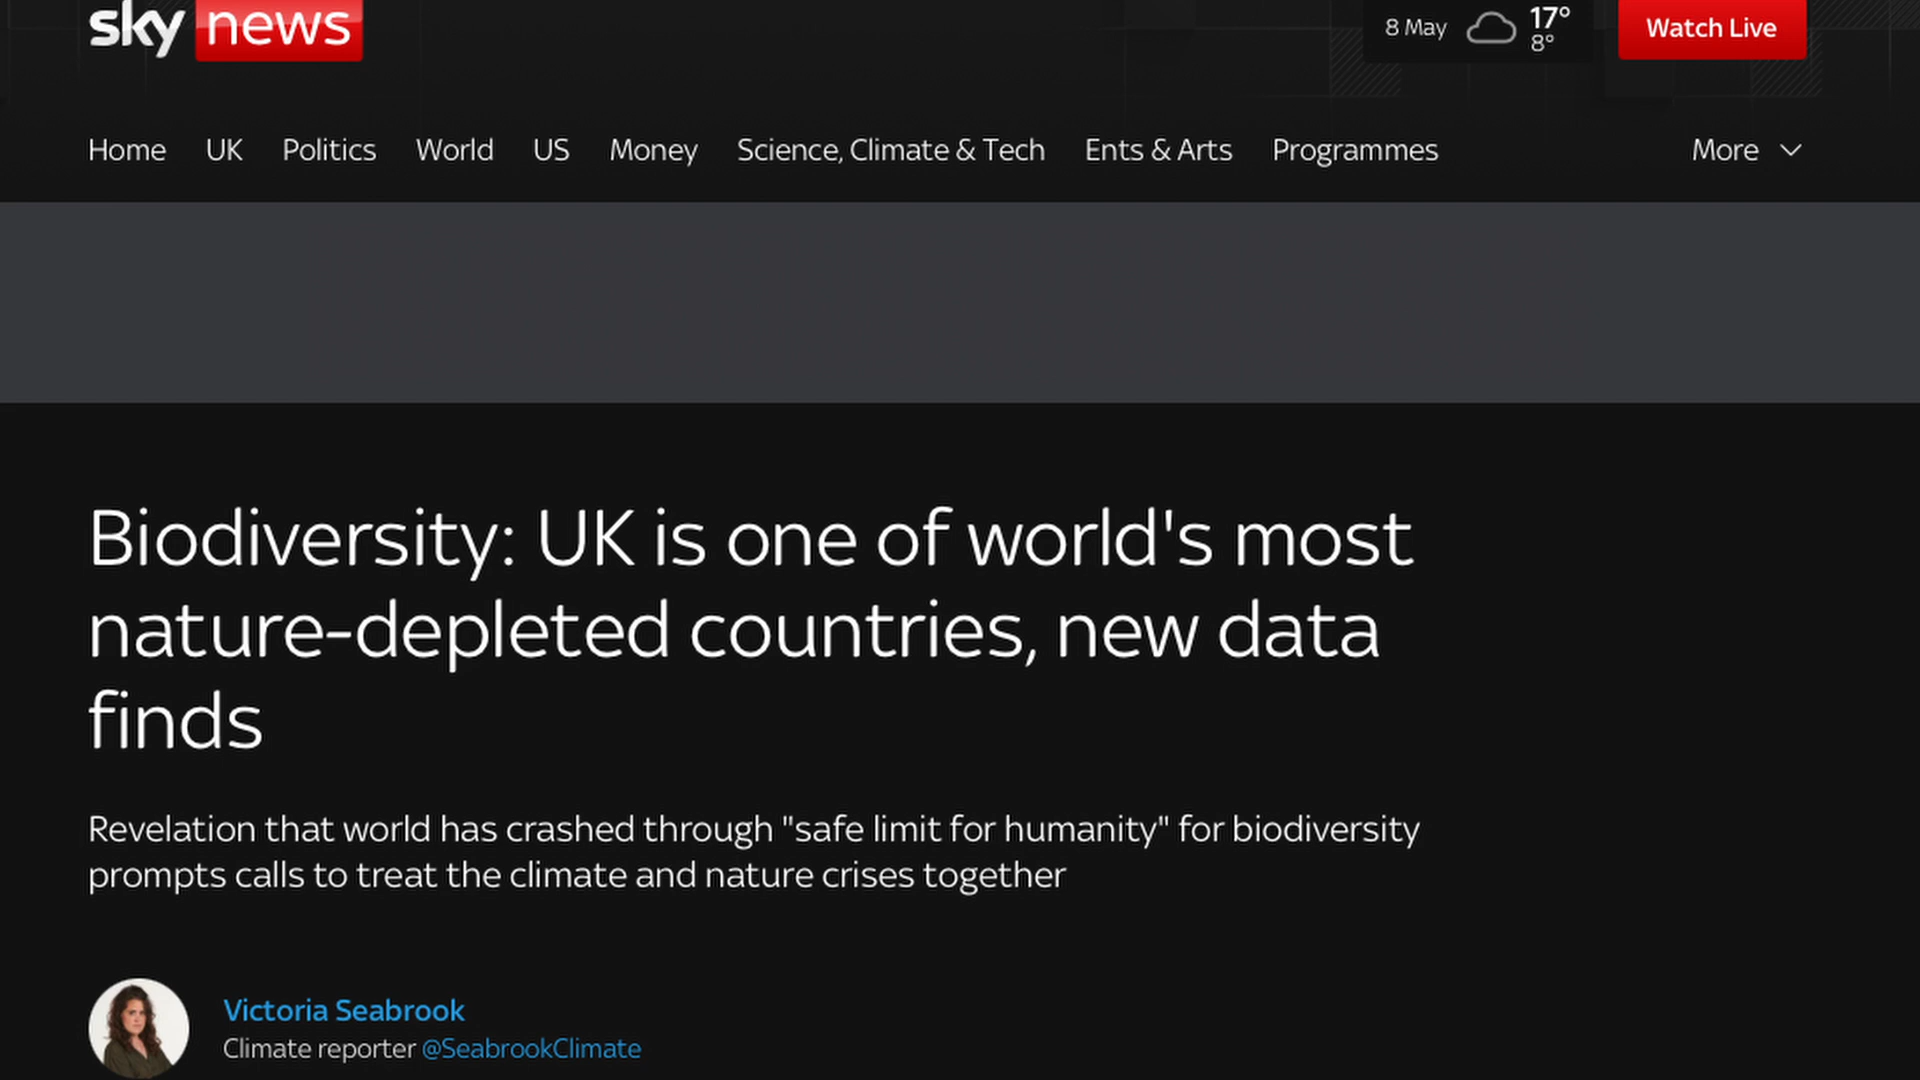 sky news
8 May
17°
8°
Watch Live
Home UK Politics World US Money Science, Climate & Tech Ents & Arts Programmes More
Biodiversity: UK is one of world's most
nature-depleted countries, new data
finds
Revelation that world has crashed through "safe limit for humanity" for biodiversity
prompts calls to treat the climate and nature crises together
Victoria Seabrook
Climate reporter @SeabrookClimate